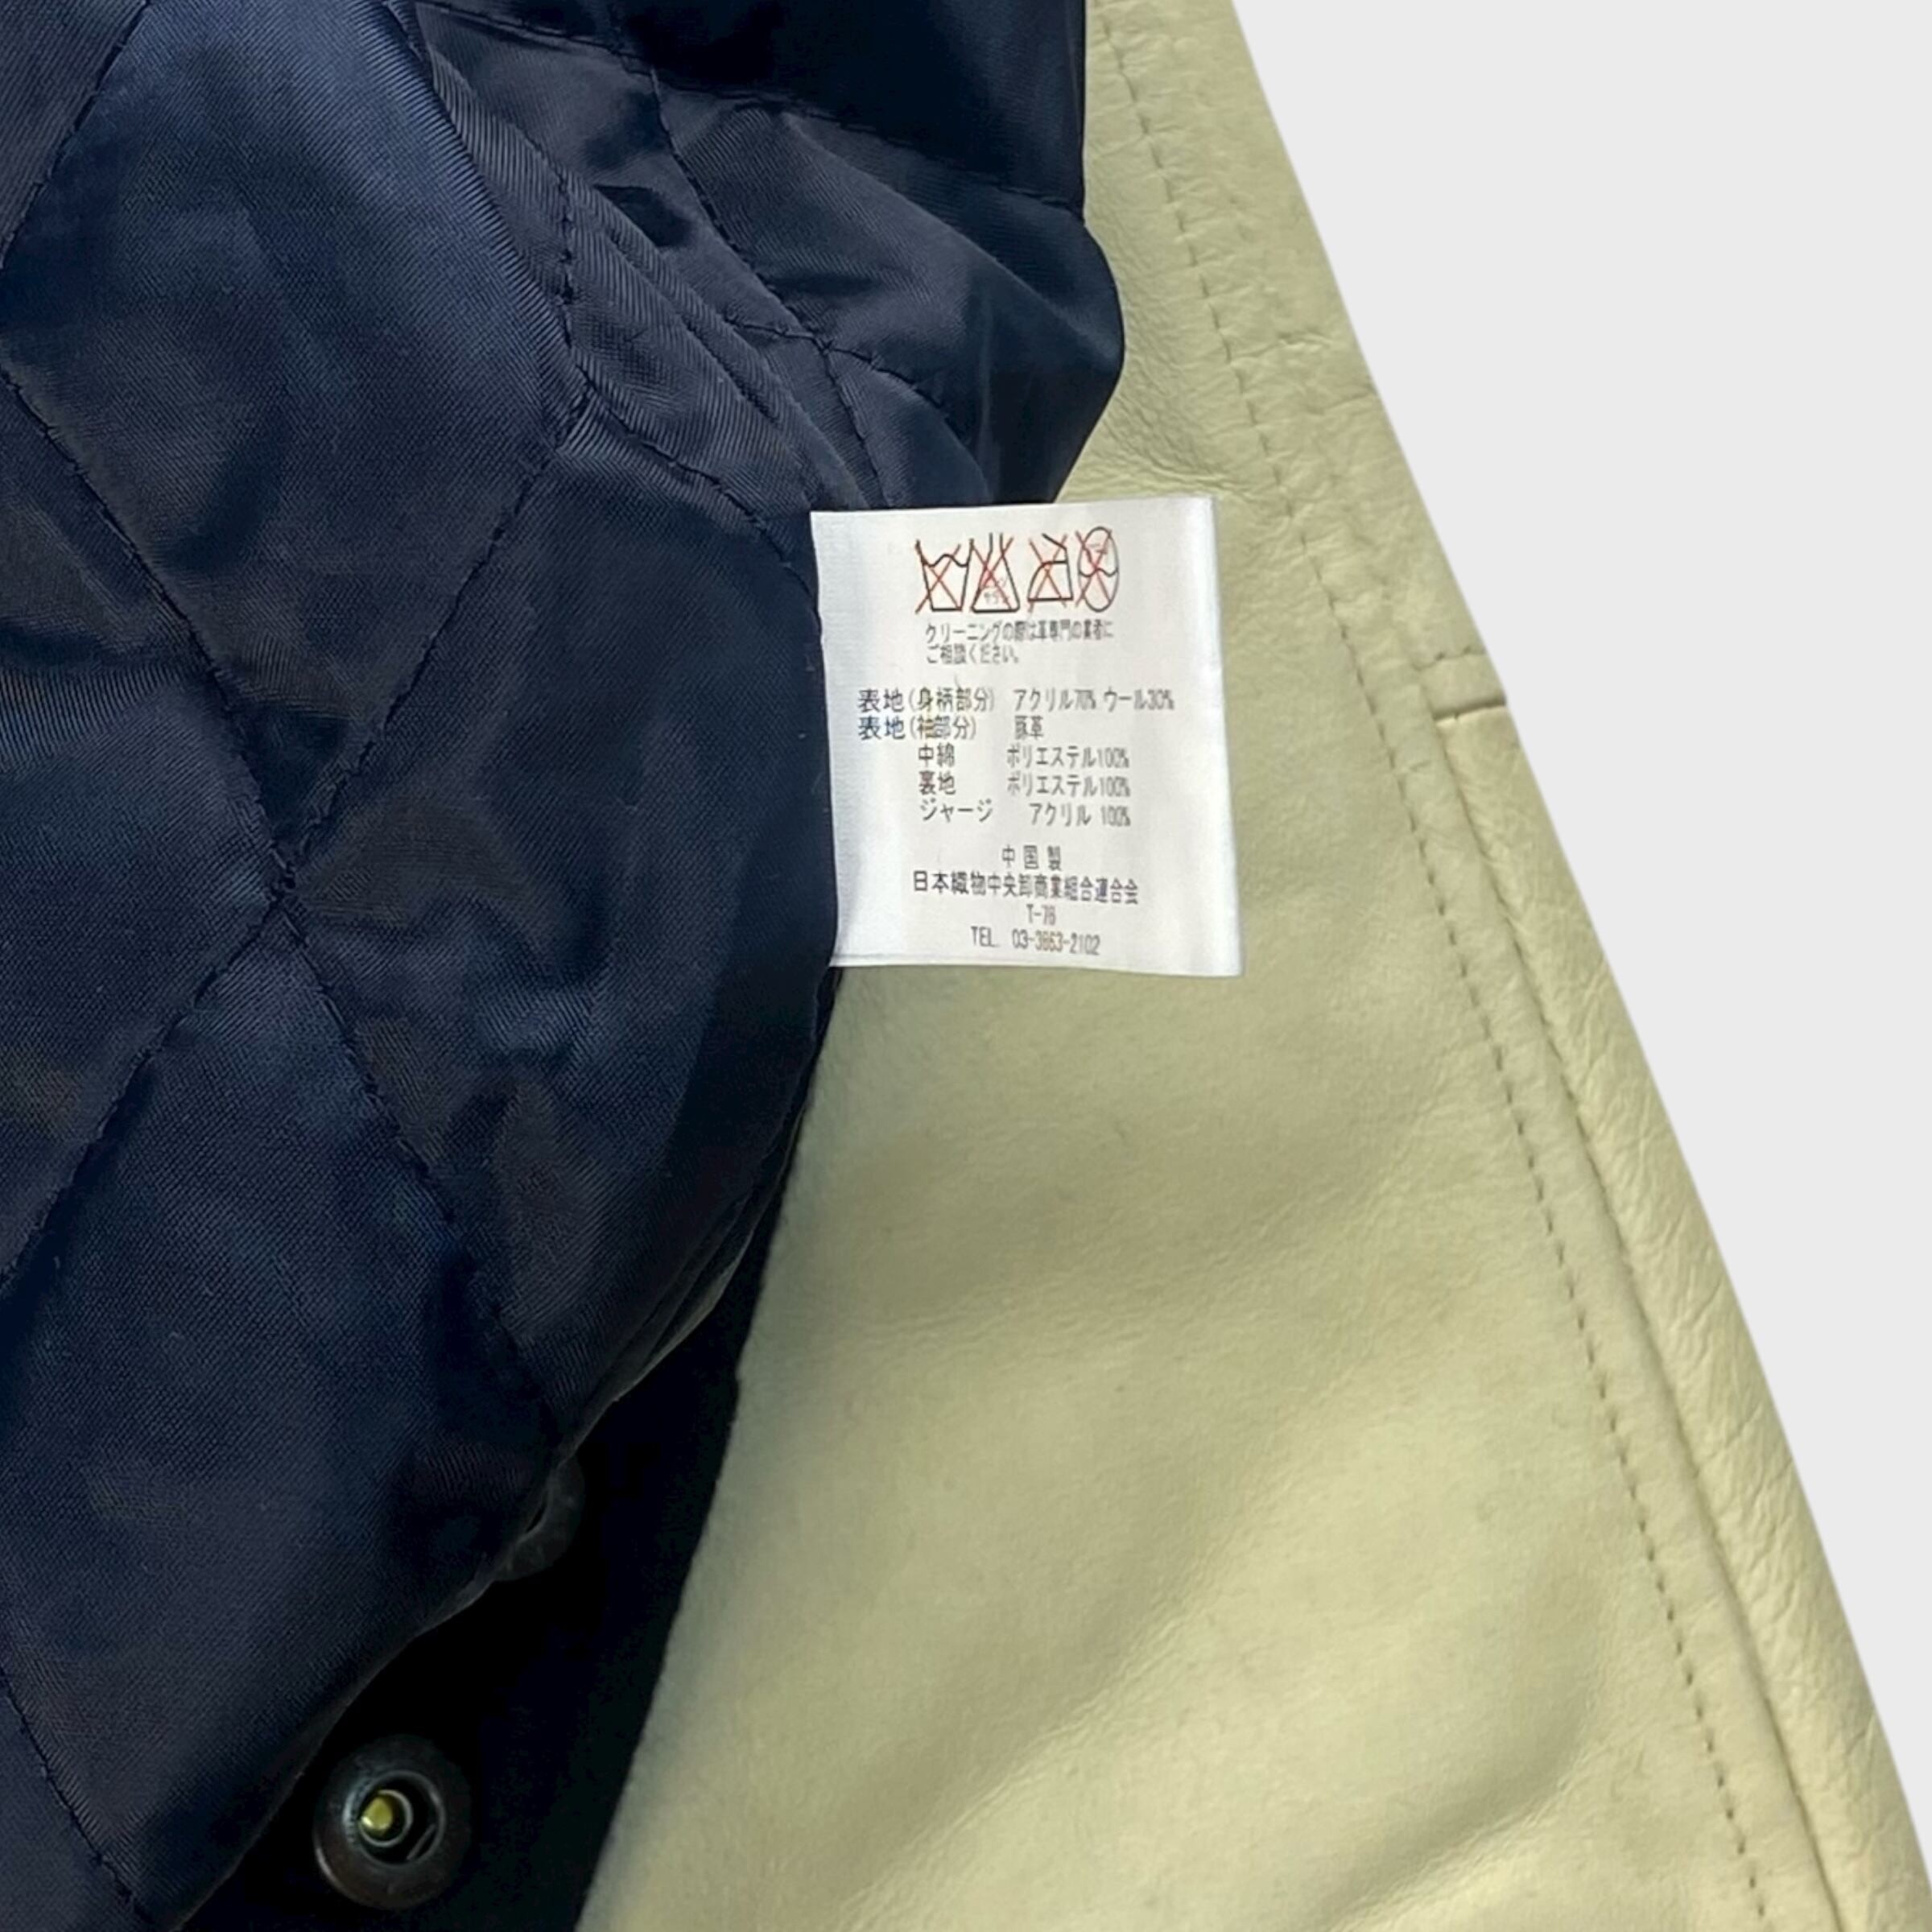 クリーニングの際は革専門の業者に
ご相談ください。
表地(身柄部分) アクリル70% ウール30%
表地(袖部分) 豚革
中綿 ポリエステル100%
裏地 ポリエステル100%
ジャージ アクリル 100%
中国製
日本織物中央卸商業組合連合会
T-78
TEL. 03-3663-2102